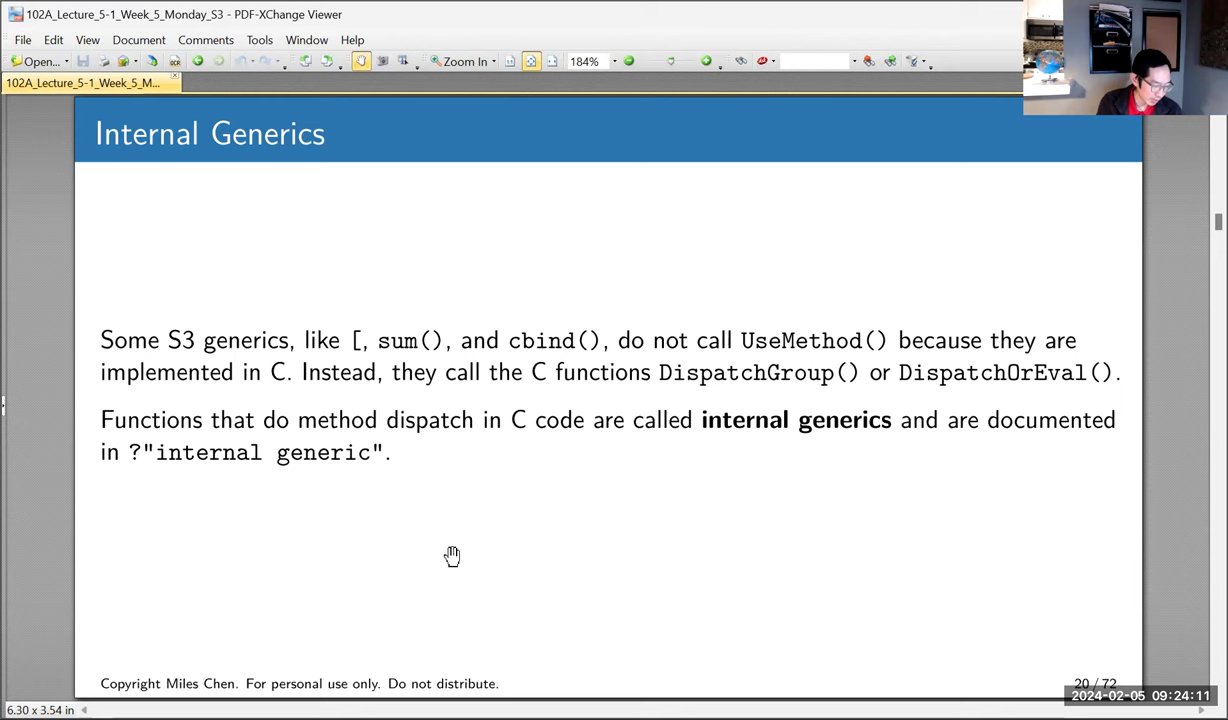 102A_Lecture_5-1_Week_5_Monday_S3 - PDF-XChange Viewer
File Edit View Document Comments Tools Window Help
Open... OCR Zoom In 184%
102A_Lecture_5-1_Week_5_M...
Internal Generics
Some S3 generics, like [, sum(), and cbind(), do not call UseMethod() because they are
implemented in C. Instead, they call the C functions DispatchGroup() or DispatchOrEval().
Functions that do method dispatch in C code are called internal generics and are documented
in ?"internal generic".
Copyright Miles Chen. For personal use only. Do not distribute.
20 / 72
2024-02-05 09:24:11
6.30 x 3.54 in